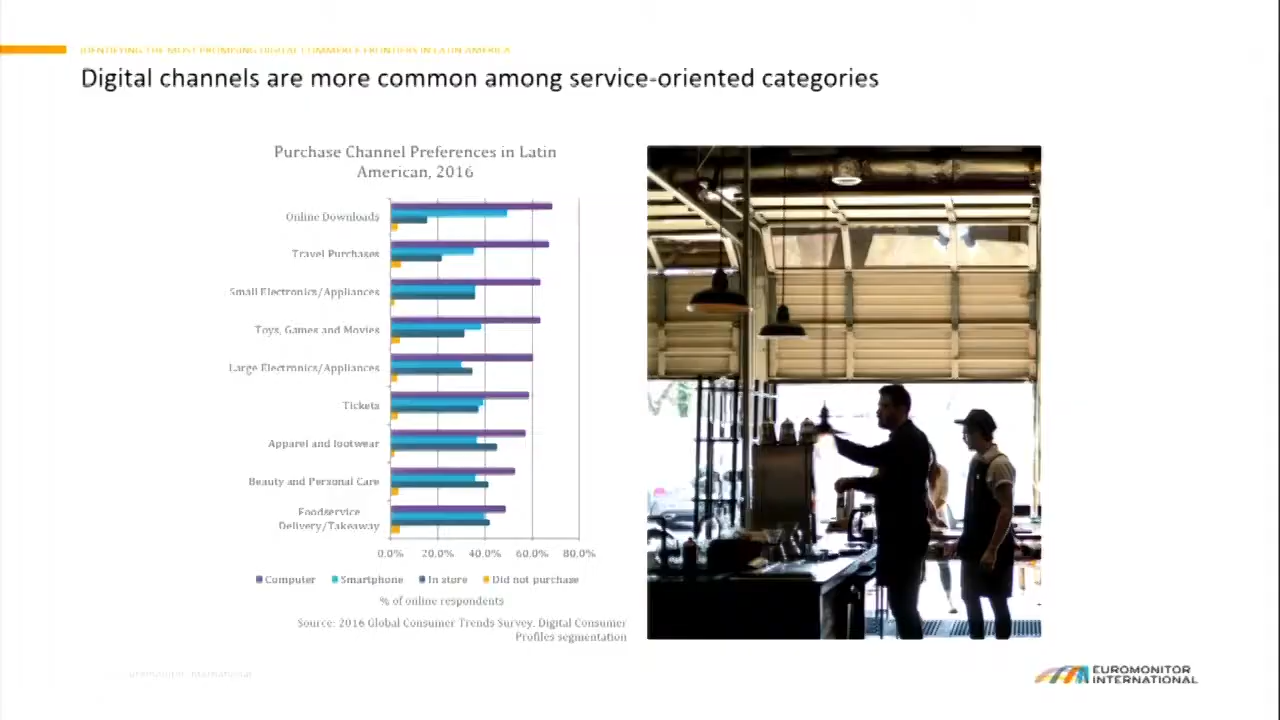 IDENTIFYING THE MOST PROMISING DIGITAL COMMERCE FRONTIERS IN LATIN AMERICA
Digital channels are more common among service-oriented categories
Purchase Channel Preferences in Latin
American, 2016
Online Downloads
Travel Purchases
Small Electronics/Appliances
Toys, Games and Movies
Large Electronics/Appliances
Tickets
Apparel and footwear
Beauty and Personal Care
Foodservice
Delivery/Takeaway
0.0% 20.0% 40.0% 60.0% 80.0%
Computer Smartphone In store Did not purchase
% of online respondents
Source: 2016 Global Consumer Trends Survey, Digital Consumer
Profiles segmentation
Euromonitor International
EUROMONITOR
INTERNATIONAL